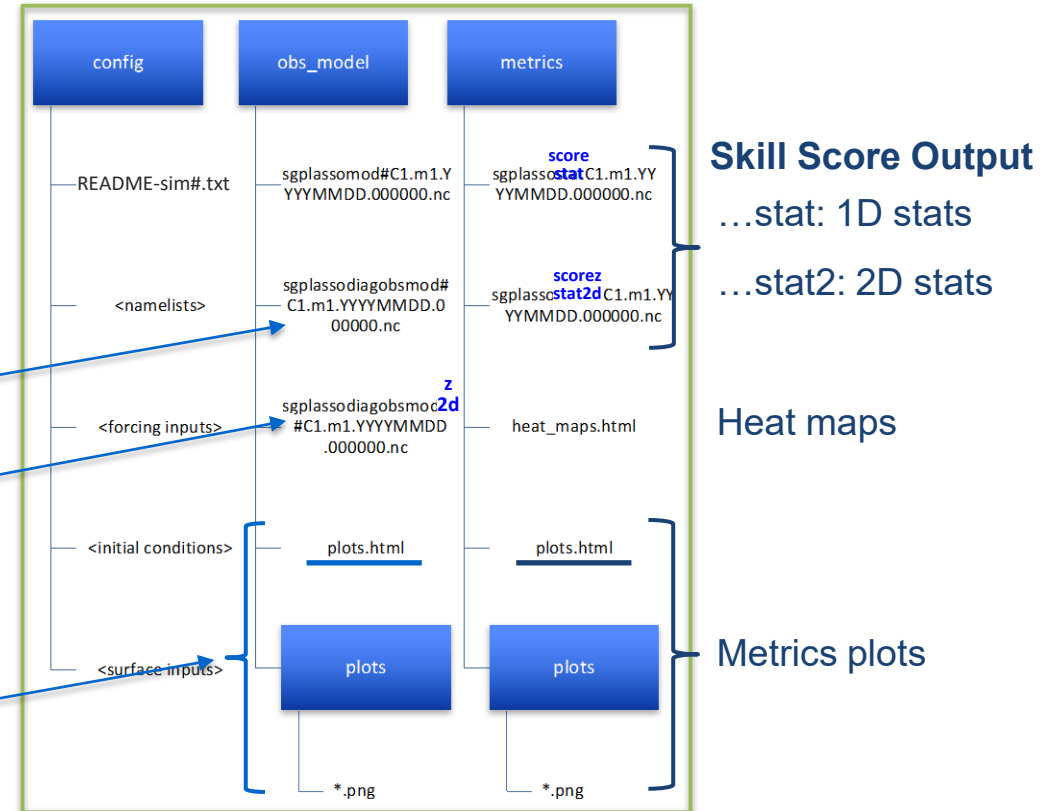 config
obs_model
metrics
README-sim#.txt
sgplassomod#C1.m1.Y
YYYMMDD.000000.nc
score
sgplassostatC1.m1.YY
YYMMDD.000000.nc
Skill Score Output
…stat: 1D stats
…stat2: 2D stats
<namelists>
sgplassodiagobsmod#
C1.m1.YYYYMMDD.0
00000.nc
scorez
sgplassostat2dC1.m1.YY
YYMMDD.000000.nc
<forcing inputs>
z
sgplassodiagobsmod2d
#C1.m1.YYYYMMDD
.000000.nc
heat_maps.html
Heat maps
<initial conditions>
plots.html
plots.html
<surface inputs>
plots
plots
Metrics plots
*.png
*.png